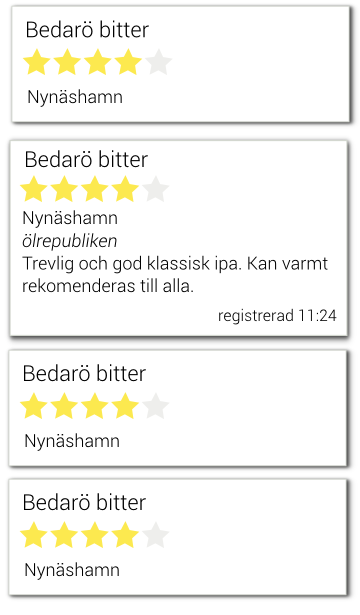 Bedarö bitter
Nynäshamn
Bedarö bitter
Nynäshamn
ölrepubliken
Trevlig och god klassisk ipa. Kan varmt
rekomenderas till alla.
registrerad 11:24
Bedarö bitter
Nynäshamn
Bedarö bitter
Nynäshamn